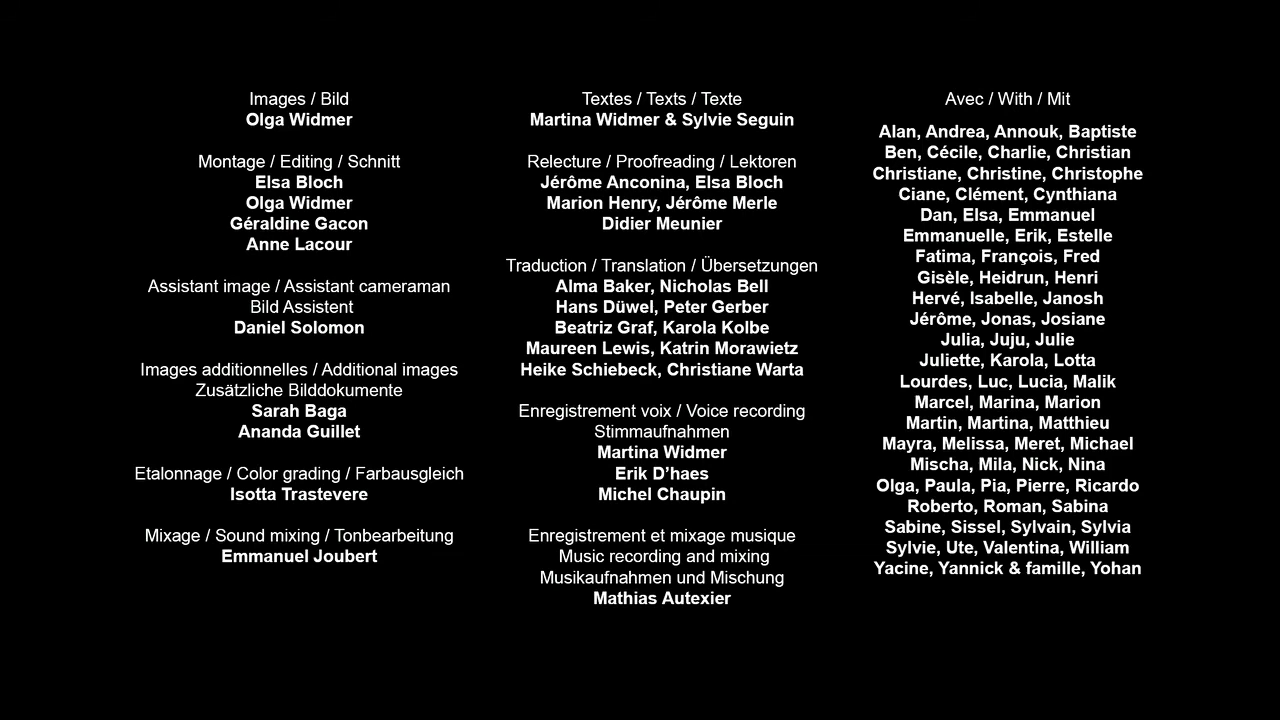 Images / Bild
Olga Widmer
Montage / Editing / Schnitt
Elsa Bloch
Olga Widmer
Géraldine Gacon
Anne Lacour
Assistant image / Assistant cameraman
Bild Assistent
Daniel Solomon
Images additionnelles / Additional images
Zusätzliche Bilddokumente
Sarah Baga
Ananda Guillet
Etalonnage / Color grading / Farbausgleich
Isotta Trastevere
Mixage / Sound mixing / Tonbearbeitung
Emmanuel Joubert
Textes / Texts / Texte
Martina Widmer & Sylvie Seguin
Relecture / Proofreading / Lektoren
Jérôme Anconina, Elsa Bloch
Marion Henry, Jérôme Merle
Didier Meunier
Traduction / Translation / Übersetzungen
Alma Baker, Nicholas Bell
Hans Düwel, Peter Gerber
Beatriz Graf, Karola Kolbe
Maureen Lewis, Katrin Morawietz
Heike Schiebeck, Christiane Warta
Enregistrement voix / Voice recording
Stimmaufnahmen
Martina Widmer
Erik D’haes
Michel Chaupin
Enregistrement et mixage musique
Music recording and mixing
Musikaufnahmen und Mischung
Mathias Autexier
Avec / With / Mit
Alan, Andrea, Annouk, Baptiste
Ben, Cécile, Charlie, Christian
Christiane, Christine, Christophe
Ciane, Clément, Cynthiana
Dan, Elsa, Emmanuel
Emmanuelle, Erik, Estelle
Fatima, François, Fred
Gisèle, Heidrun, Henri
Hervé, Isabelle, Janosh
Jérôme, Jonas, Josiane
Julia, Juju, Julie
Juliette, Karola, Lotta
Lourdes, Luc, Lucia, Malik
Marcel, Marina, Marion
Martin, Martina, Matthieu
Mayra, Melissa, Meret, Michael
Mischa, Mila, Nick, Nina
Olga, Paula, Pia, Pierre, Ricardo
Roberto, Roman, Sabina
Sabine, Sissel, Sylvain, Sylvia
Sylvie, Ute, Valentina, William
Yacine, Yannick & famille, Yohan